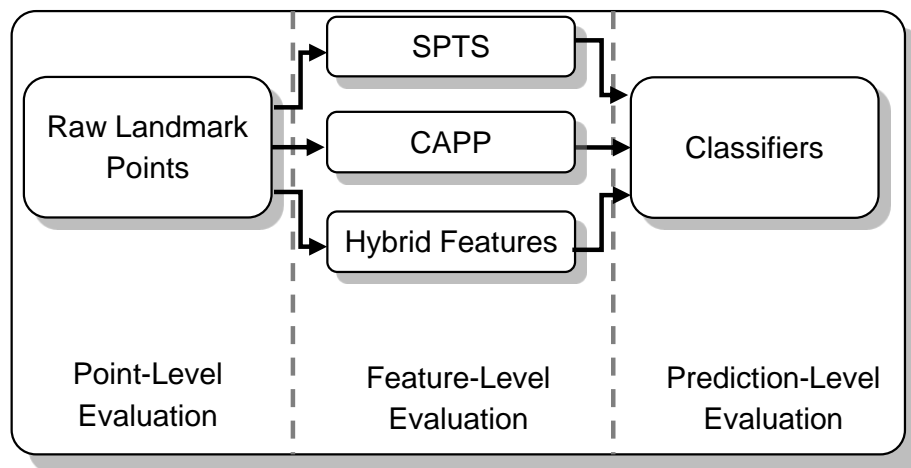 Raw Landmark
Points
SPTS
CAPP
Hybrid Features
Classifiers
Point-Level
Evaluation
Feature-Level
Evaluation
Prediction-Level
Evaluation